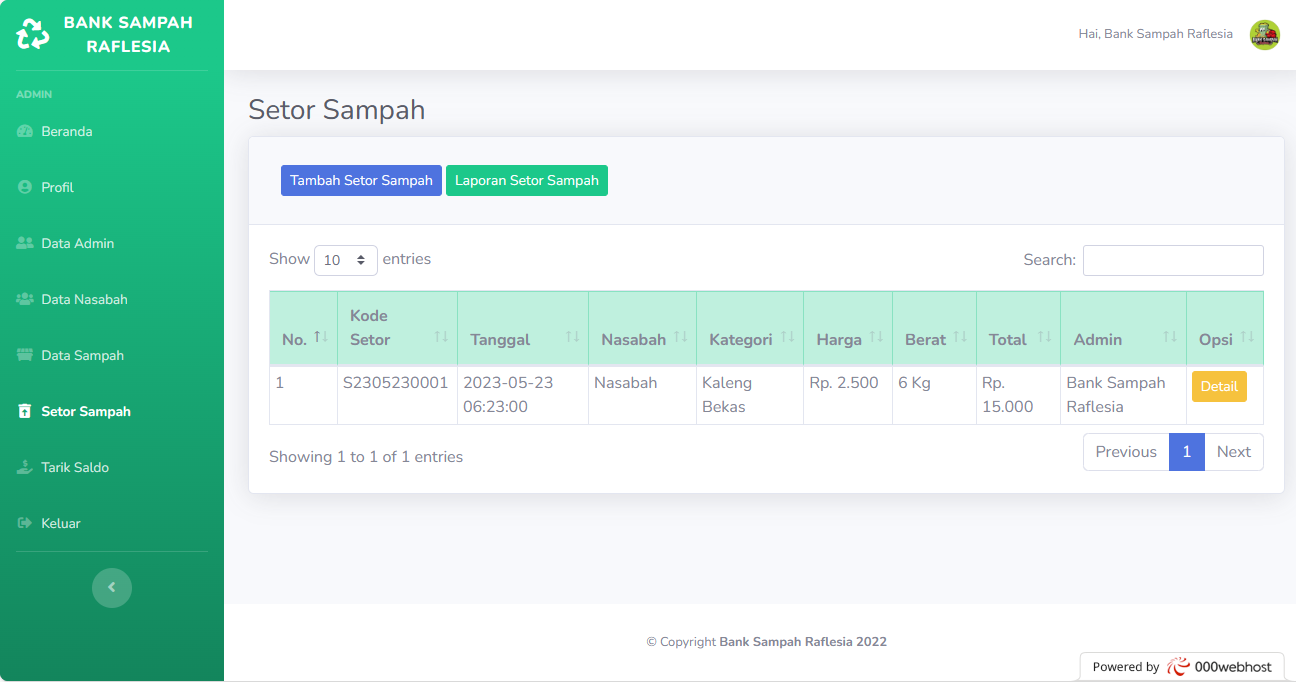 BANK SAMPAH
RAFLESIA
Hai, Bank Sampah Raflesia
ADMIN
Beranda
Profil
Data Admin
Data Nasabah
Data Sampah
Setor Sampah
Tarik Saldo
Keluar
Setor Sampah
Tambah Setor Sampah Laporan Setor Sampah
Show 10 entries Search:
No. Kode Setor Tanggal Nasabah Kategori Harga Berat Total Admin Opsi
1 S2305230001 2023-05-23 Nasabah Kaleng Rp. 2.500 6 Kg Rp. Bank Sampah Detail
06:23:00 Bekas 15.000 Raflesia
Showing 1 to 1 of 1 entries Previous 1 Next
© Copyright Bank Sampah Raflesia 2022
Powered by 000webhost